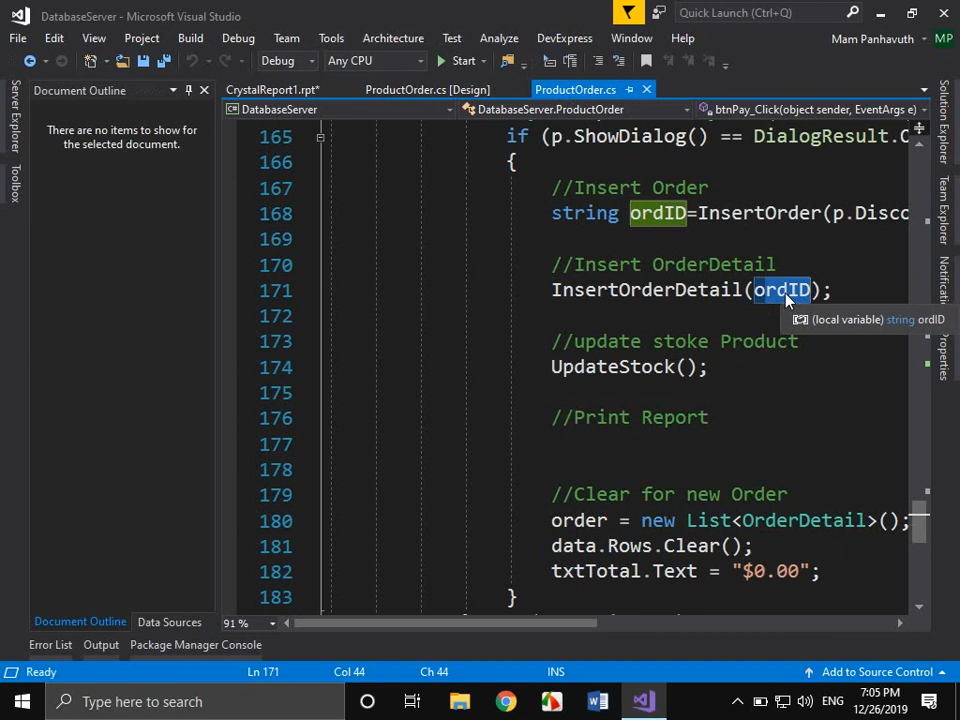 DatabaseServer - Microsoft Visual Studio
Quick Launch (Ctrl+Q)
File Edit View Project Build Debug Team Tools Architecture Test Analyze DevExpress Window Help
Mam Panhavuth MP
Debug Any CPU Start
Document Outline
CrystalReport1.rpt* ProductOrder.cs [Design] ProductOrder.cs
DatabaseServer DatabaseServer.ProductOrder btnPay_Click(object sender, EventArgs e)
There are no items to show for
the selected document.
Server Explorer
Toolbox
Solution Explorer
Team Explorer
Properties
165 if (p.ShowDialog() == DialogResult.O
166 {
167 //Insert Order
168 string ordID=InsertOrder(p.Disco
169
170 //Insert OrderDetail
171 InsertOrderDetail(ordID);
172
(local variable) string ordID
173 //update stoke Product
174 UpdateStock();
175
176 //Print Report
177
178
179 //Clear for new Order
180 order = new List<OrderDetail>();
181 data.Rows.Clear();
182 txtTotal.Text = "$0.00";
183 }
Document Outline Data Sources
91 %
Error List Output Package Manager Console
Ready Ln 171 Col 44 Ch 44 INS Add to Source Control
Type here to search
ENG
7:05 PM
12/26/2019